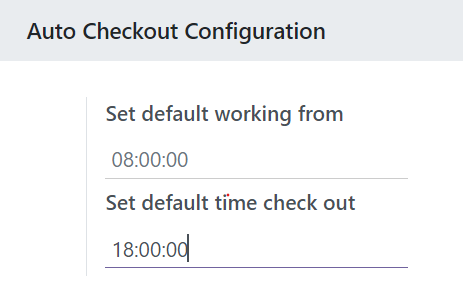 Auto Checkout Configuration
Set default working from
08:00:00
Set default time check out
18:00:00